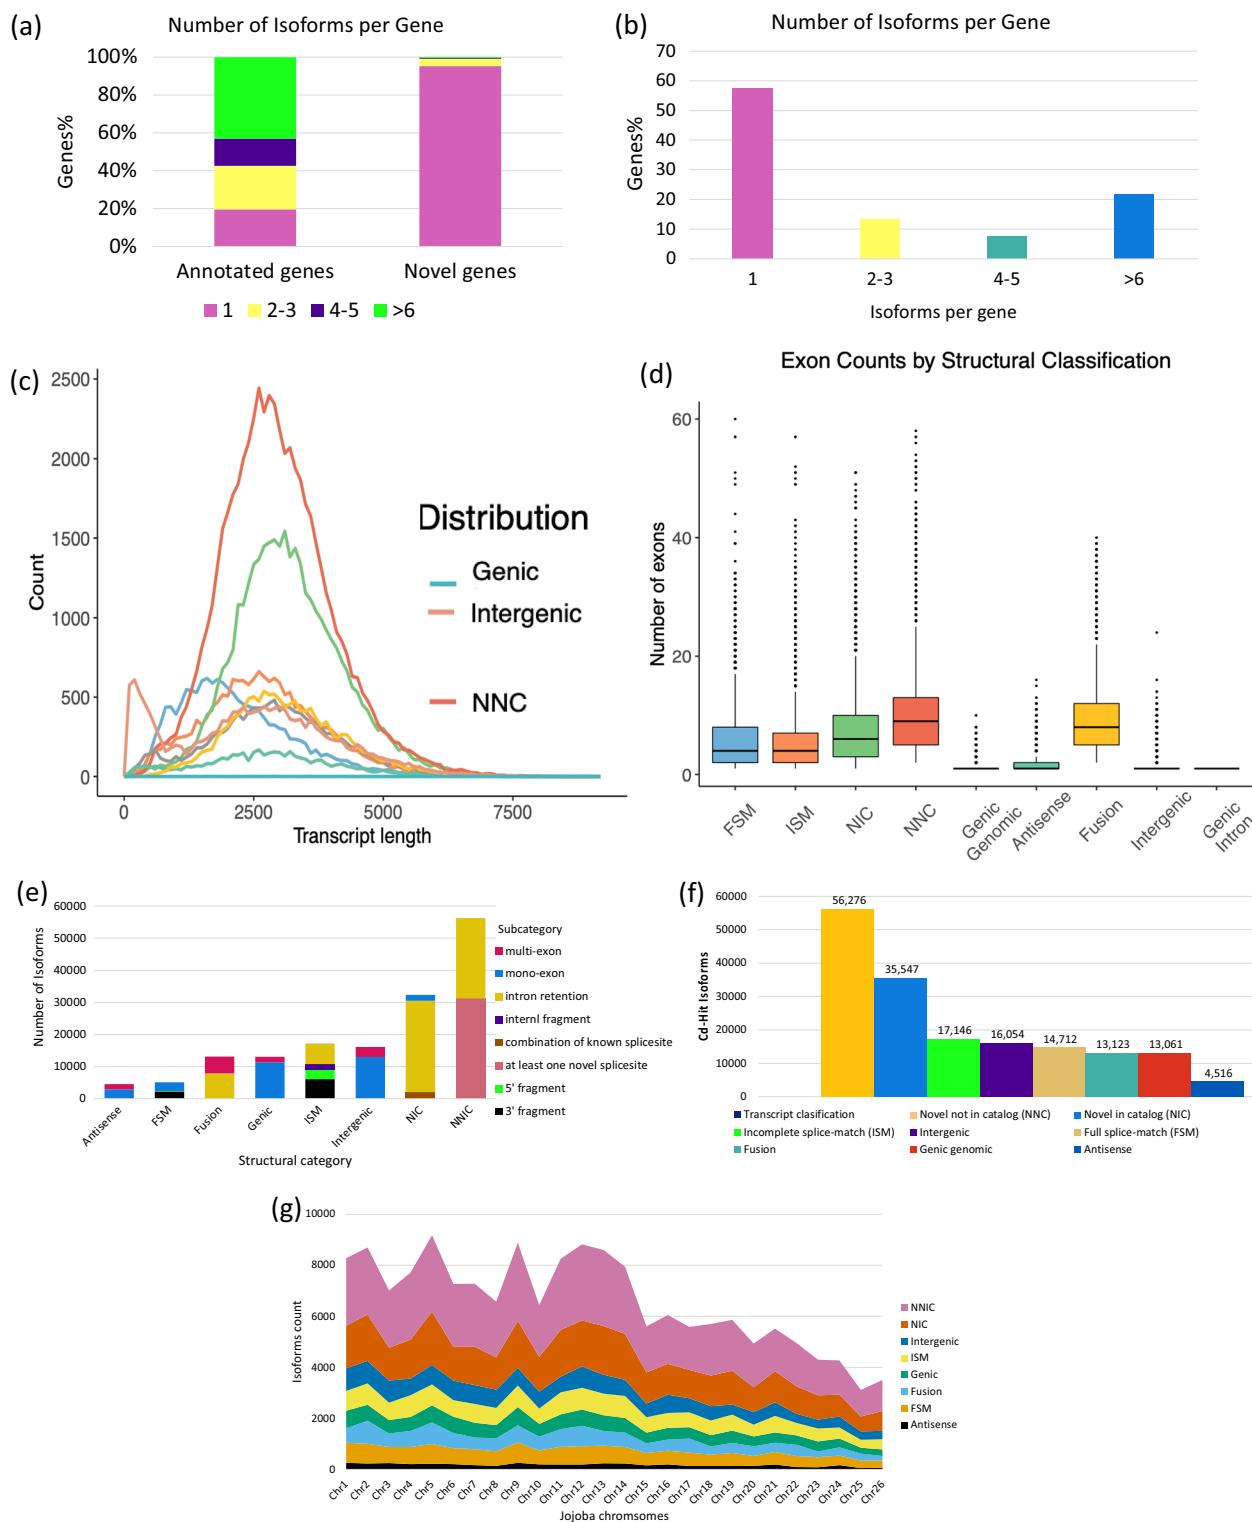 (a)
Number of Isoforms per Gene
100%
80%
60%
40%
20%
0%
Genes%
Annotated genes
Novel genes
1
2-3
4-5
>6
(b)
Number of Isoforms per Gene
70
60
50
40
30
20
10
0
Genes%
1
2-3
4-5
>6
Isoforms per gene
(c)
2500
2000
1500
1000
500
0
Count
0
2500
5000
7500
Transcript length
Distribution
Genic
Intergenic
NNC
(d)
Exon Counts by Structural Classification
60
40
20
0
Number of exons
FSM
ISM
NIC
NNC
Genic
Genomic
Antisense
Fusion
Intergenic
Genic
Intron
(e)
60000
50000
40000
30000
20000
10000
0
Number of Isoforms
Antisense
FSM
Fusion
Genic
ISM
Intergenic
NIC
NNIC
Structural category
Subcategory
multi-exon
mono-exon
intron retention
internl fragment
combination of known splicesite
at least one novel splicesite
5' fragment
3' fragment
(f)
60000
50000
40000
30000
20000
10000
0
Cd-Hit Isoforms
56,276
35,547
17,146
16,054
14,712
13,123
13,061
4,516
Transcript clasification
Novel not in catalog (NNC)
Novel in catalog (NIC)
Incomplete splice-match (ISM)
Intergenic
Full splice-match (FSM)
Fusion
Genic genomic
Antisense
(g)
10000
8000
6000
4000
2000
0
Isoforms count
Chr1
Chr2
Chr3
Chr4
Chr5
Chr6
Chr7
Chr8
Chr9
Chr10
Chr11
Chr12
Chr13
Chr14
Chr15
Chr16
Chr17
Chr18
Chr19
Chr20
Chr21
Chr22
Chr23
Chr24
Chr25
Chr26
Jojoba chromsomes
NNIC
NIC
Intergenic
ISM
Genic
Fusion
FSM
Antisense